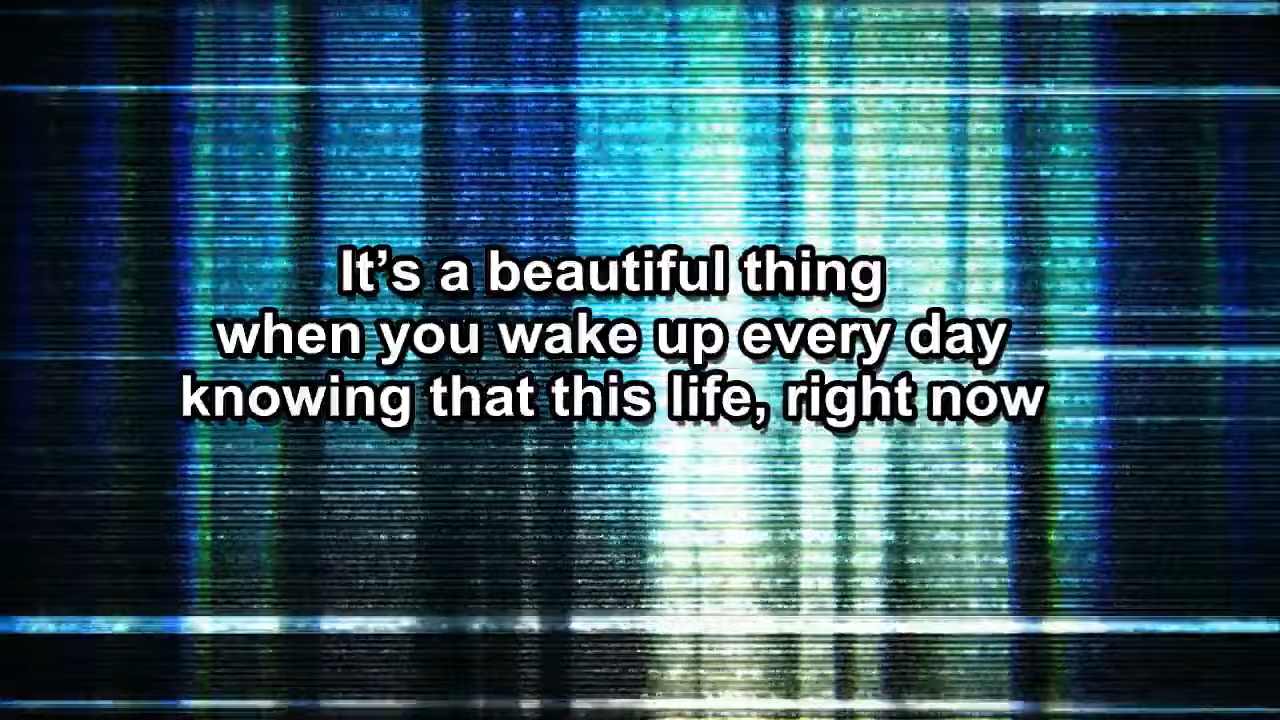 It’s a beautiful thing
when you wake up every day
knowing that this life, right now